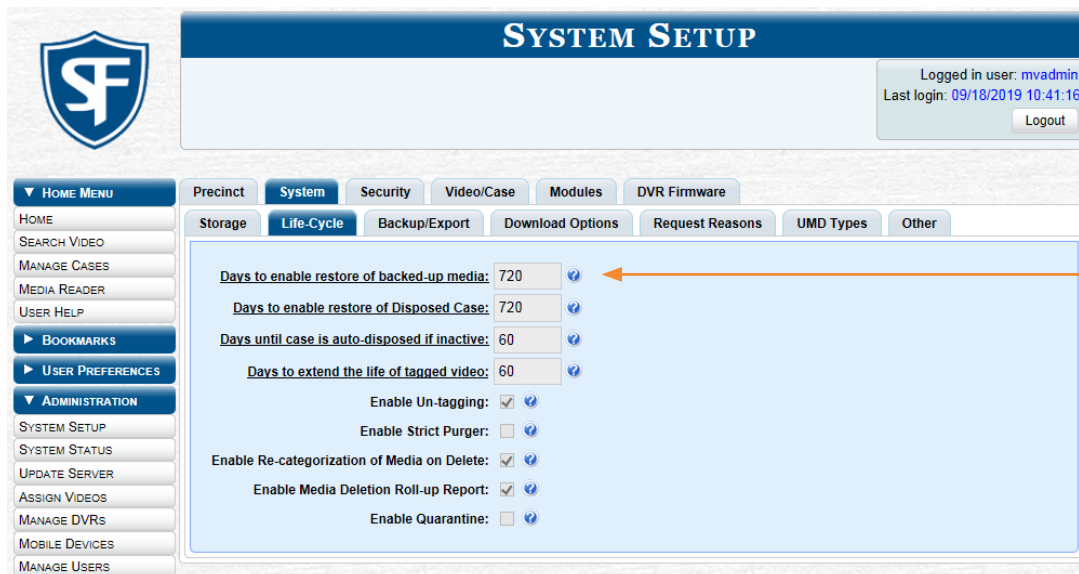 SF
SYSTEM SETUP
Logged in user: mvadmin
Last login: 09/18/2019 10:41:16
Logout
▼ HOME MENU
HOME
SEARCH VIDEO
MANAGE CASES
MEDIA READER
USER HELP
► BOOKMARKS
► USER PREFERENCES
▼ ADMINISTRATION
SYSTEM SETUP
SYSTEM STATUS
UPDATE SERVER
ASSIGN VIDEOS
MANAGE DVRS
MOBILE DEVICES
MANAGE USERS
Precinct System Security Video/Case Modules DVR Firmware
Storage Life-Cycle Backup/Export Download Options Request Reasons UMD Types Other
Days to enable restore of backed-up media: 720 ?
Days to enable restore of Disposed Case: 720 ?
Days until case is auto-disposed if inactive: 60 ?
Days to extend the life of tagged video: 60 ?
Enable Un-tagging: ?
Enable Strict Purger: ?
Enable Re-categorization of Media on Delete: ?
Enable Media Deletion Roll-up Report: ?
Enable Quarantine: ?